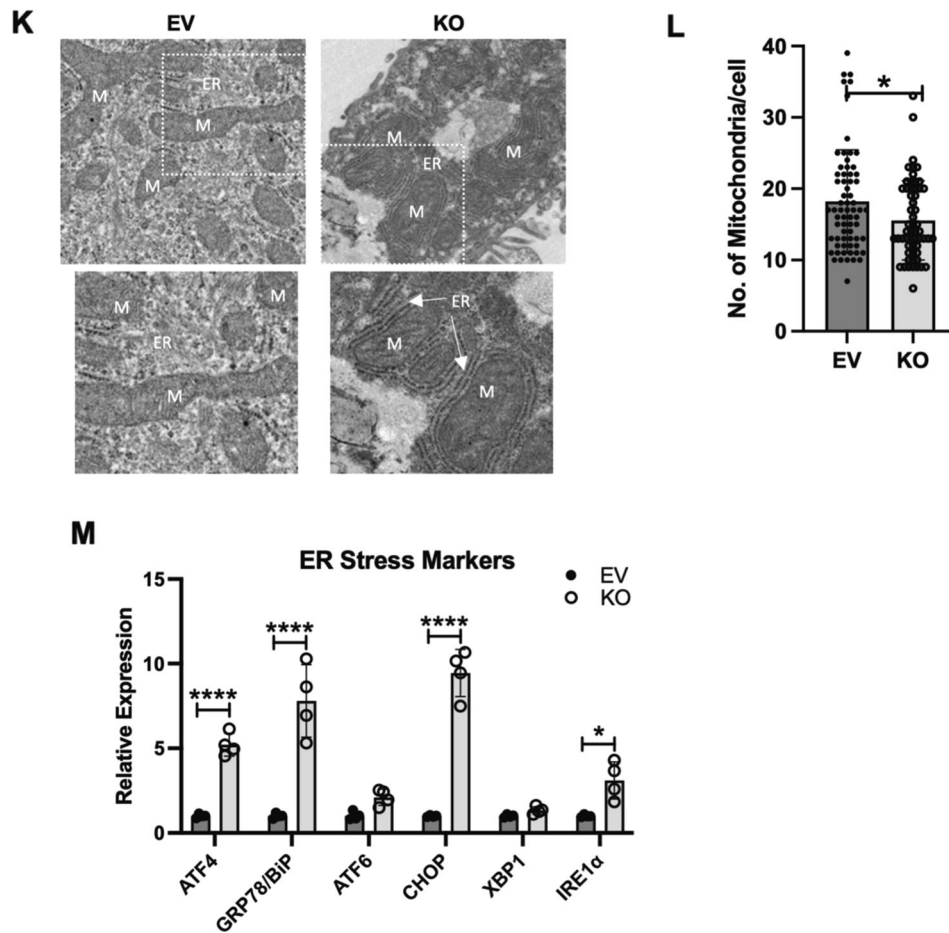 K
EV
KO
M
ER
M
M
M
ER
M
M
M
M
ER
M
ER
M
M
L
No. of Mitochondria/cell
40
30
20
10
0
*
EV
KO
M
ER Stress Markers
EV
KO
Relative Expression
15
10
5
0
****
****
****
*
ATF4
GRP78/BiP
ATF6
CHOP
XBP1
IRE1α